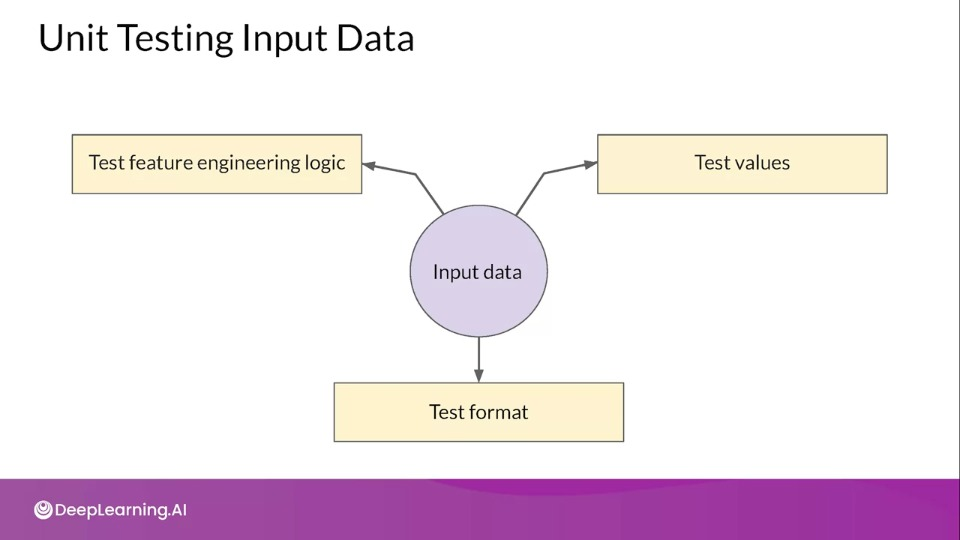 Unit Testing Input Data
Test feature engineering logic
Test values
Input data
Test format
DeepLearning.AI